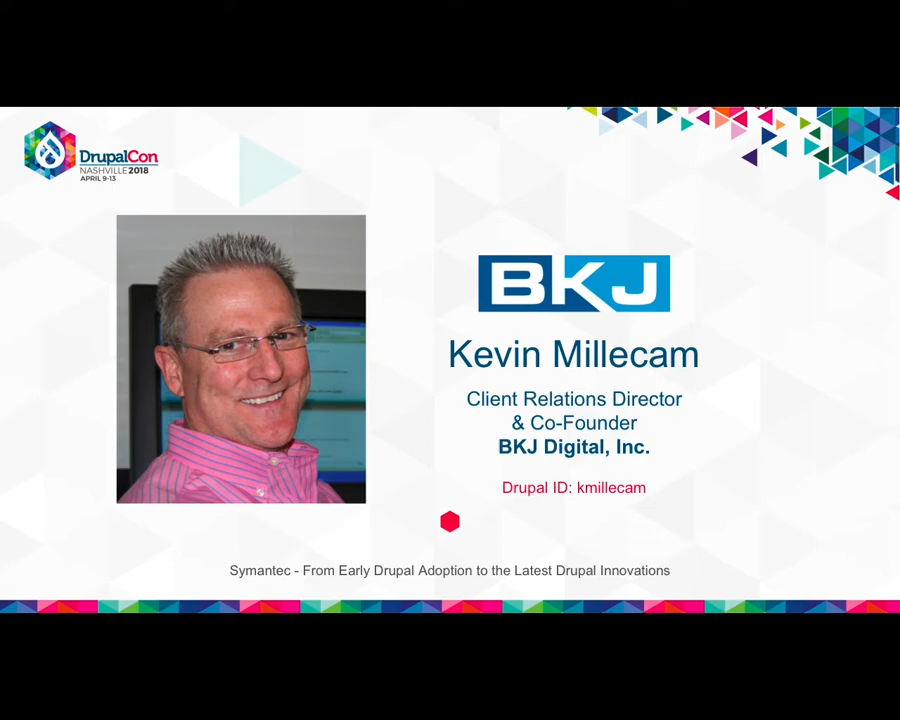 DrupalCon
NASHVILLE 2018
APRIL 9-13
BKJ
Kevin Millecam
Client Relations Director
& Co-Founder
BKJ Digital, Inc.
Drupal ID: kmillecam
Symantec - From Early Drupal Adoption to the Latest Drupal Innovations